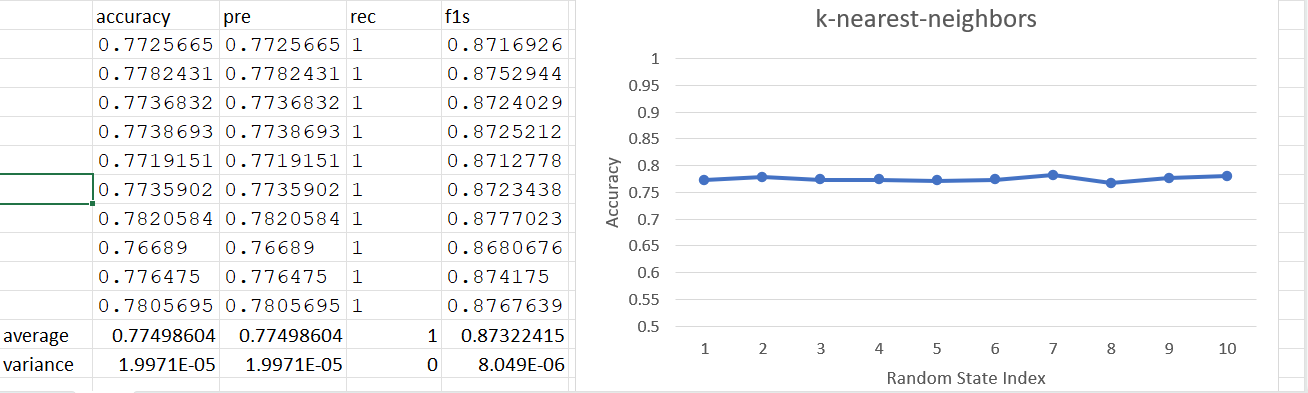 accuracy pre rec f1s
0.7725665 0.7725665 1 0.8716926
0.7782431 0.7782431 1 0.8752944
0.7736832 0.7736832 1 0.8724029
0.7738693 0.7738693 1 0.8725212
0.7719151 0.7719151 1 0.8712778
0.7735902 0.7735902 1 0.8723438
0.7820584 0.7820584 1 0.8777023
0.76689 0.76689 1 0.8680676
0.776475 0.776475 1 0.874175
0.7805695 0.7805695 1 0.8767639
average 0.77498604 0.77498604 1 0.87322415
variance 1.9971E-05 1.9971E-05 0 8.049E-06
k-nearest-neighbors
Accuracy
1
0.95
0.9
0.85
0.8
0.75
0.7
0.65
0.6
0.55
0.5
1 2 3 4 5 6 7 8 9 10
Random State Index